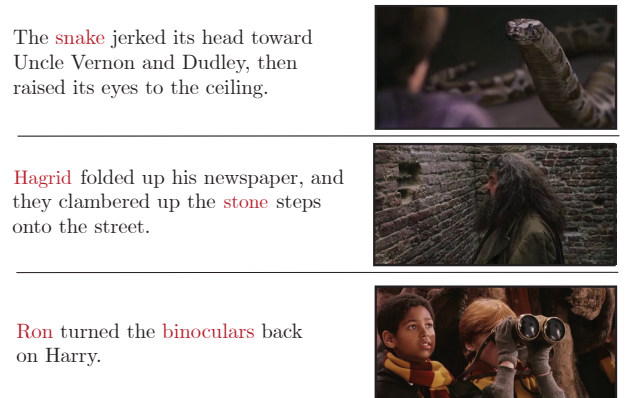 The snake jerked its head toward
Uncle Vernon and Dudley, then
raised its eyes to the ceiling.
Hagrid folded up his newspaper, and
they clambered up the stone steps
onto the street.
Ron turned the binoculars back
on Harry.